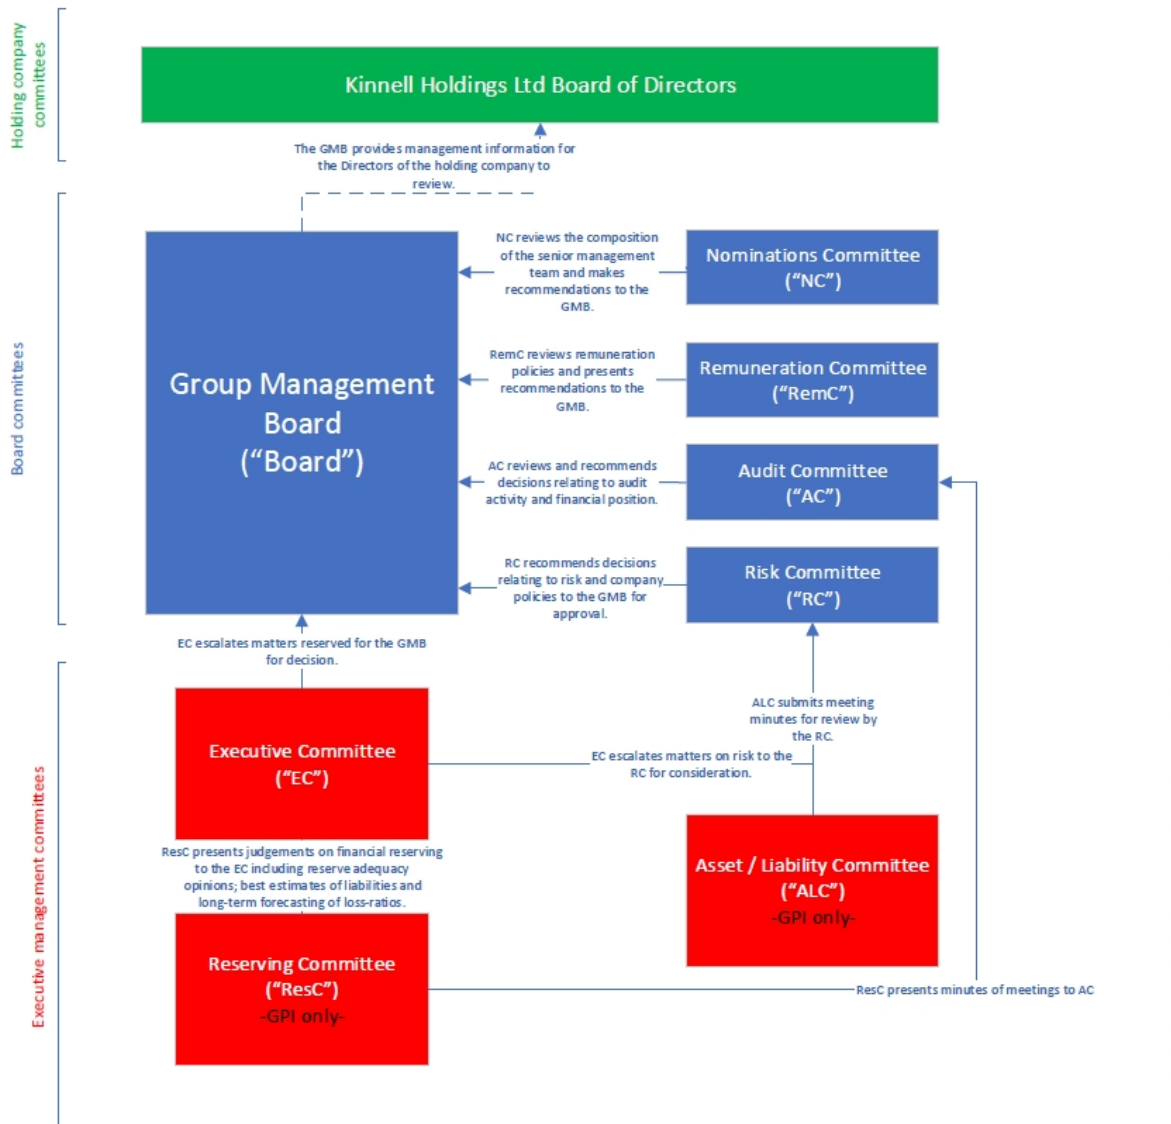 Holding company
committees
Kinnell Holdings Ltd Board of Directors
The GMB provides management information for
the Directors of the holding company to
review.
Board committees
Group Management
Board
(“Board”)
NC reviews the composition
of the senior management
team and makes
recommendations to the
GMB.
Nominations Committee
(“NC”)
RemC reviews remuneration
policies and presents
recommendations to the
GMB.
Remuneration Committee
(“RemC”)
AC reviews and recommends
decisions relating to audit
activity and financial position.
Audit Committee
(“AC”)
RC recommends decisions
relating to risk and company
policies to the GMB for
approval.
Risk Committee
(“RC”)
EC escalates matters reserved for the GMB
for decision.
Executive management committees
Executive Committee
(“EC”)
ALC submits meeting
minutes for review by
the RC.
EC escalates matters on risk to the
RC for consideration.
ResC presents judgements on financial reserving
to the EC including reserve adequacy
opinions; best estimates of liabilities and
long-term forecasting of loss-ratios.
Asset / Liability Committee
(“ALC”)
-GPI only-
Reserving Committee
(“ResC”)
-GPI only-
ResC presents minutes of meetings to AC